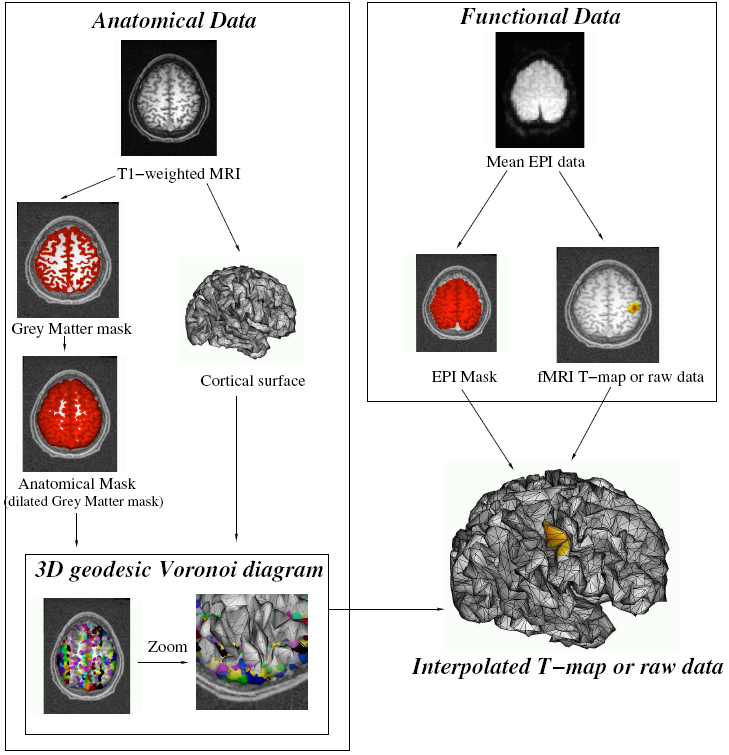 Anatomical Data
T1-weighted MRI
Grey Matter mask
Cortical surface
Anatomical Mask
(dilated Grey Matter mask)
3D geodesic Voronoi diagram
Zoom
Functional Data
Mean EPI data
EPI Mask
fMRI T-map or raw data
Interpolated T-map or raw data